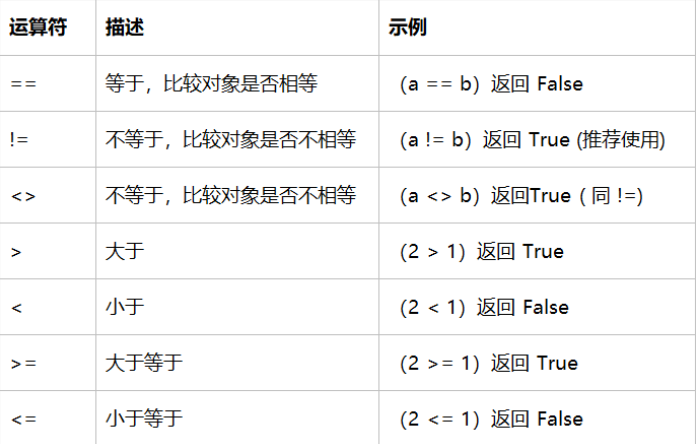 运算符 描述 示例
== 等于，比较对象是否相等 （a == b）返回 False
!= 不等于，比较对象是否不相等 （a != b）返回 True (推荐使用)
<> 不等于，比较对象是否不相等 （a <> b）返回True（ 同 !=)
> 大于 （2 > 1）返回 True
< 小于 （2 < 1）返回 False
>= 大于等于 （2 >= 1）返回 True
<= 小于等于 （2 <= 1）返回 False